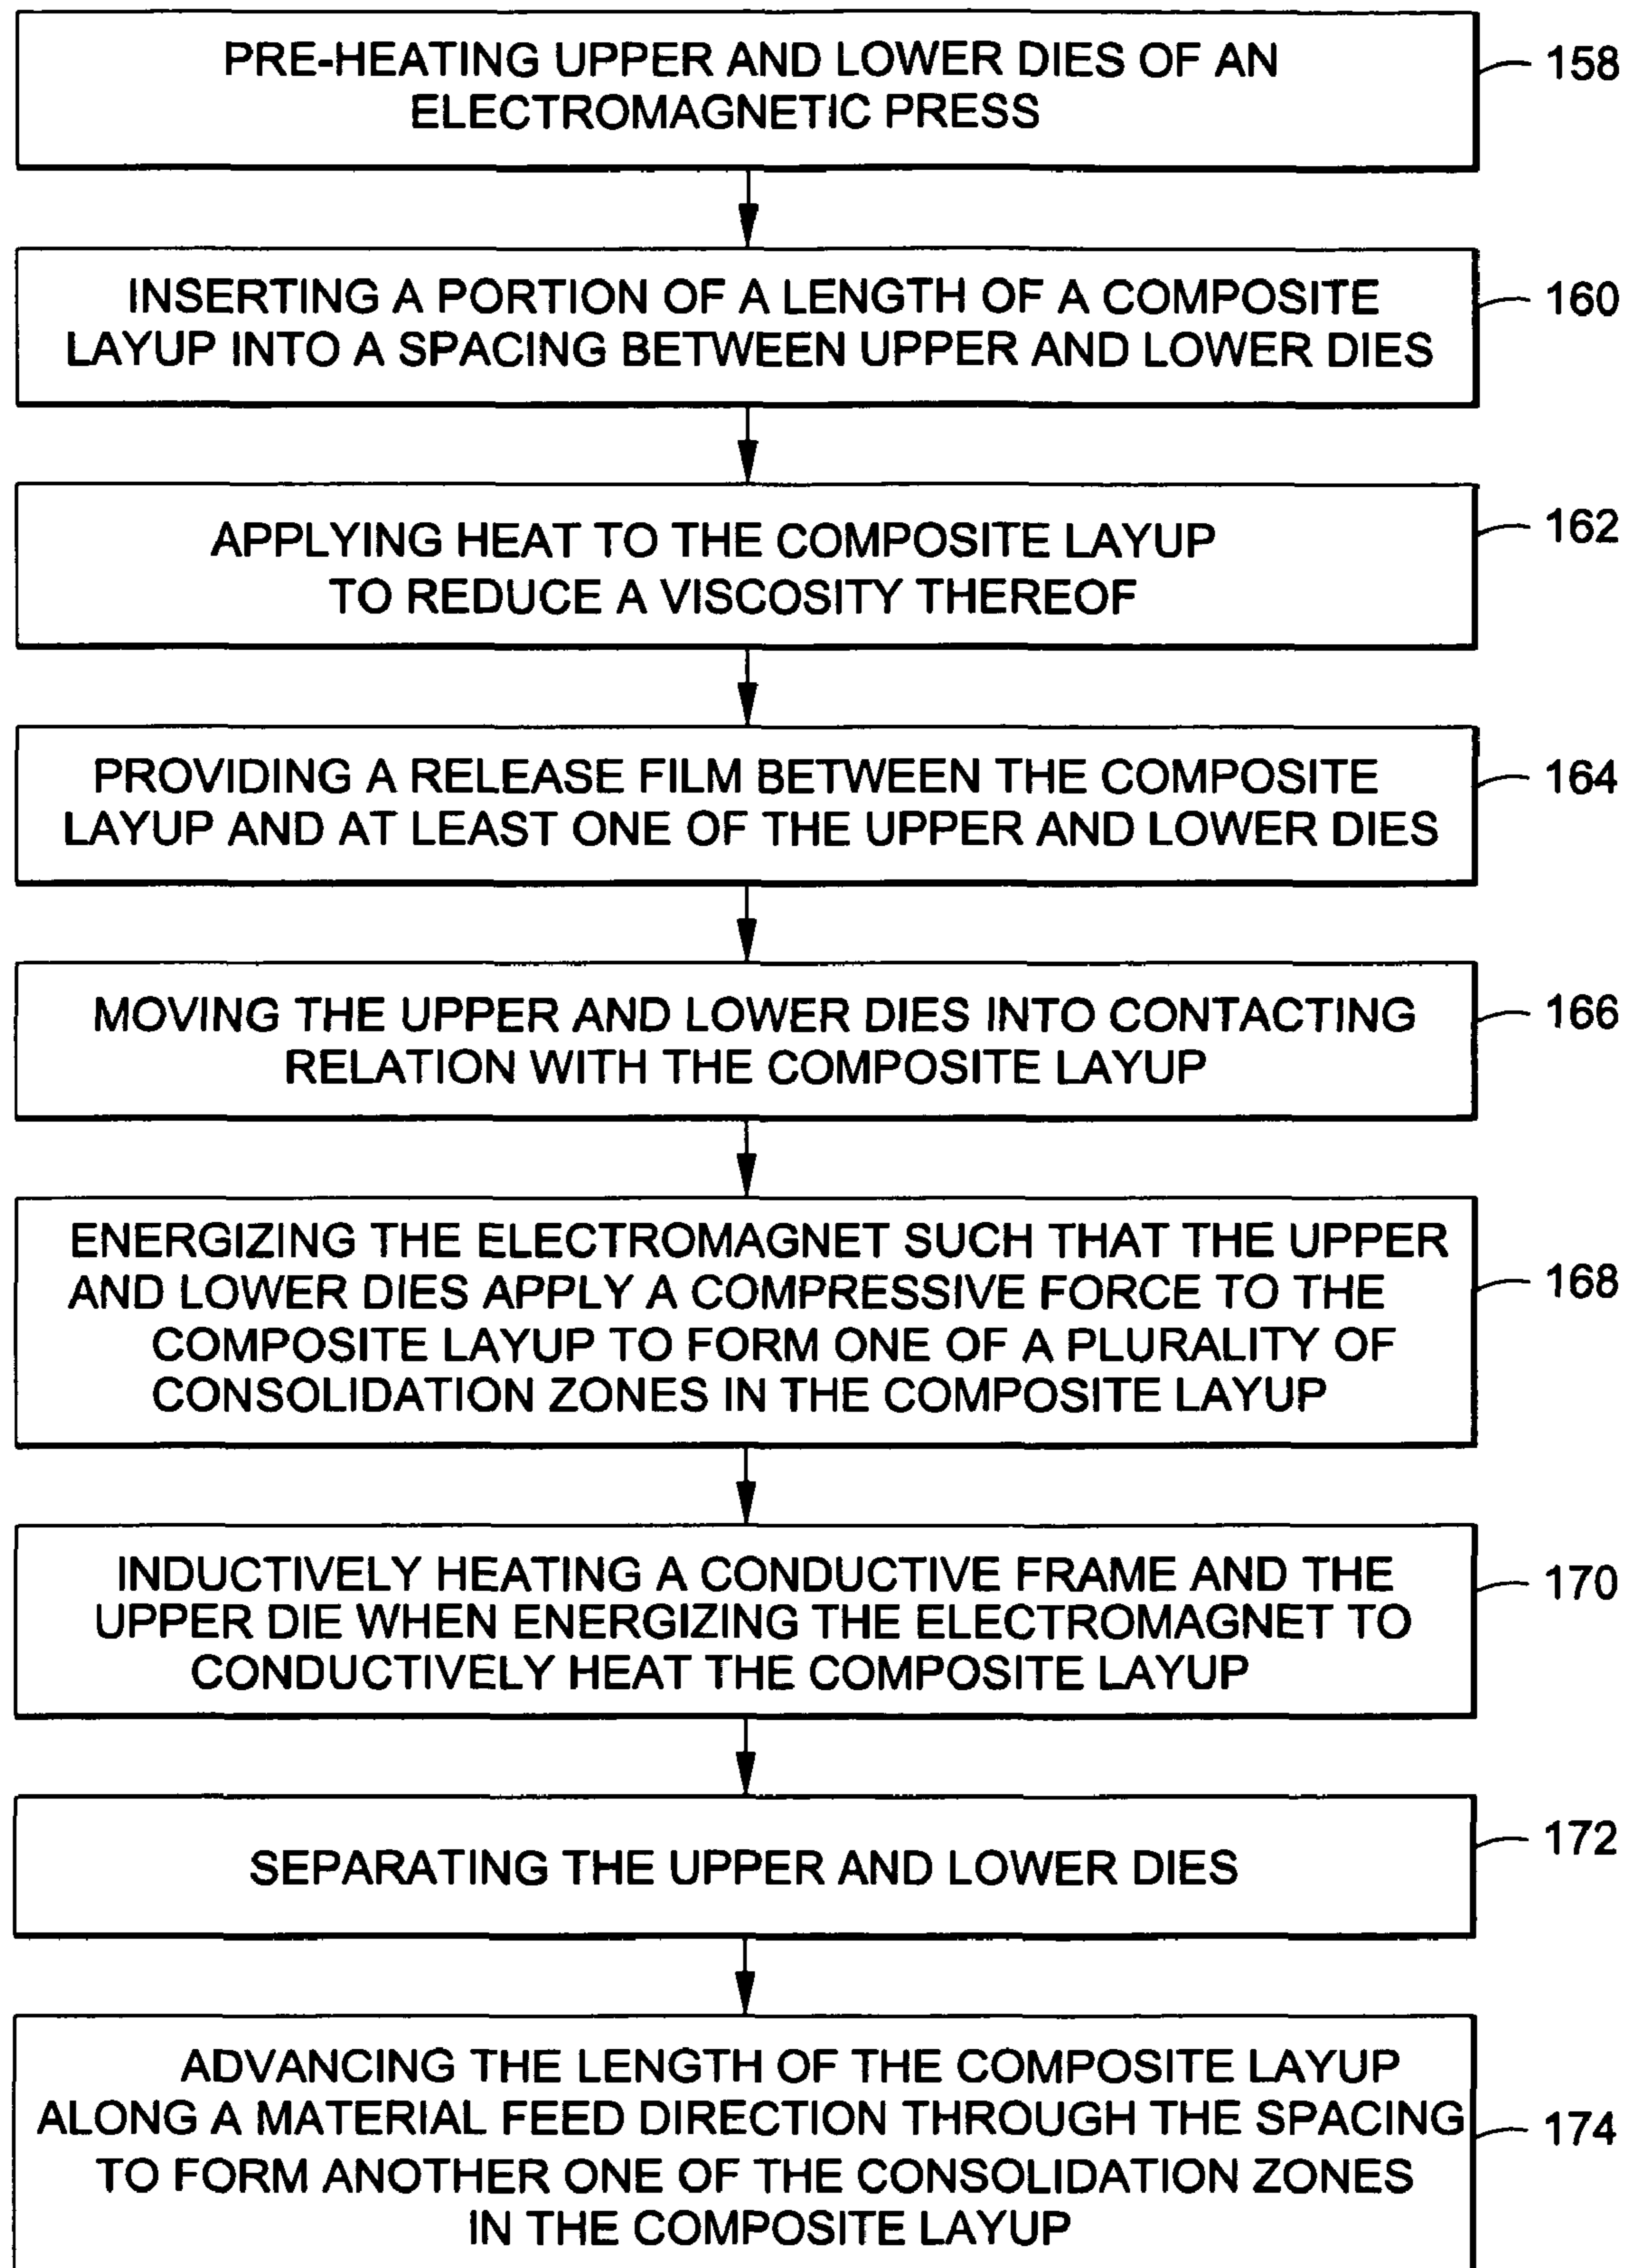 PRE-HEATING UPPER AND LOWER DIES OF AN
ELECTROMAGNETIC PRESS
158
INSERTING A PORTION OF A LENGTH OF A COMPOSITE
LAYUP INTO A SPACING BETWEEN UPPER AND LOWER DIES
160
APPLYING HEAT TO THE COMPOSITE LAYUP
TO REDUCE A VISCOSITY THEREOF
162
PROVIDING A RELEASE FILM BETWEEN THE COMPOSITE
LAYUP AND AT LEAST ONE OF THE UPPER AND LOWER DIES
164
MOVING THE UPPER AND LOWER DIES INTO CONTACTING
RELATION WITH THE COMPOSITE LAYUP
166
ENERGIZING THE ELECTROMAGNET SUCH THAT THE UPPER
AND LOWER DIES APPLY A COMPRESSIVE FORCE TO THE
COMPOSITE LAYUP TO FORM ONE OF A PLURALITY OF
CONSOLIDATION ZONES IN THE COMPOSITE LAYUP
168
INDUCTIVELY HEATING A CONDUCTIVE FRAME AND THE
UPPER DIE WHEN ENERGIZING THE ELECTROMAGNET TO
CONDUCTIVELY HEAT THE COMPOSITE LAYUP
170
SEPARATING THE UPPER AND LOWER DIES
172
ADVANCING THE LENGTH OF THE COMPOSITE LAYUP
ALONG A MATERIAL FEED DIRECTION THROUGH THE SPACING
TO FORM ANOTHER ONE OF THE CONSOLIDATION ZONES
IN THE COMPOSITE LAYUP
174